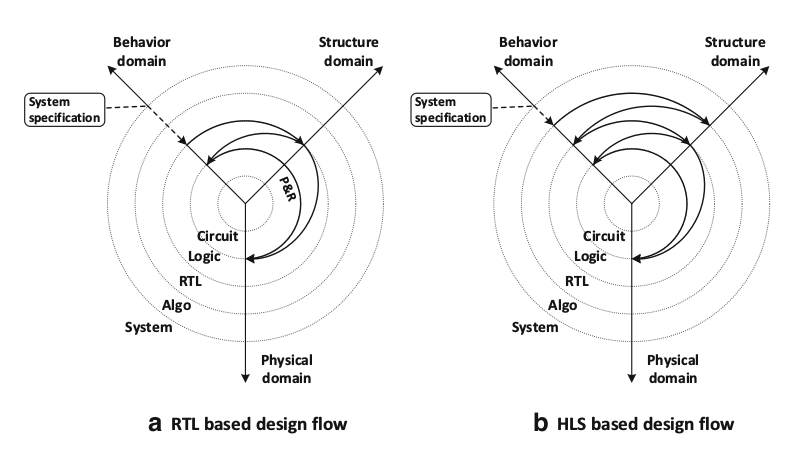 Behavior
domain
Structure
domain
System
specification
P&R
Circuit
Logic
RTL
Algo
System
Physical
domain
a RTL based design flow
Behavior
domain
Structure
domain
System
specification
Circuit
Logic
RTL
Algo
System
Physical
domain
b HLS based design flow